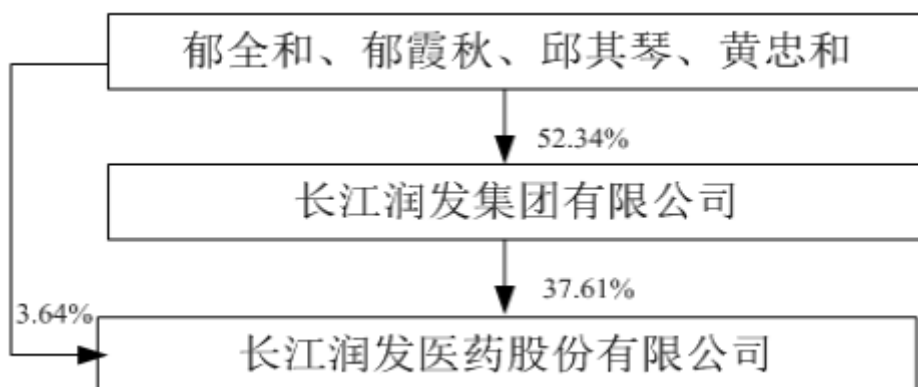 郁全和、郁霞秋、邱其琴、黄忠和
52.34%
长江润发集团有限公司
37.61%
3.64%
长江润发医药股份有限公司